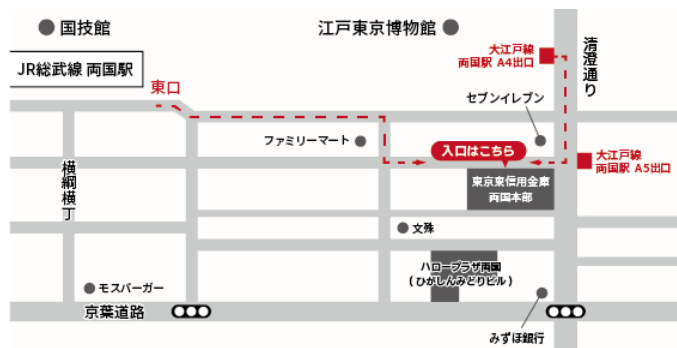 国技館
江戸東京博物館
JR総武線 両国駅
東口
大江戸線
両国駅 A4出口
清澄通り
セブンイレブン
ファミリーマート
入口はこちら
大江戸線
両国駅 A5出口
東京東信用金庫
両国本部
横綱横丁
文殊
ハロープラザ両国
(ひがしんみどりビル)
モスバーガー
京葉道路
みずほ銀行